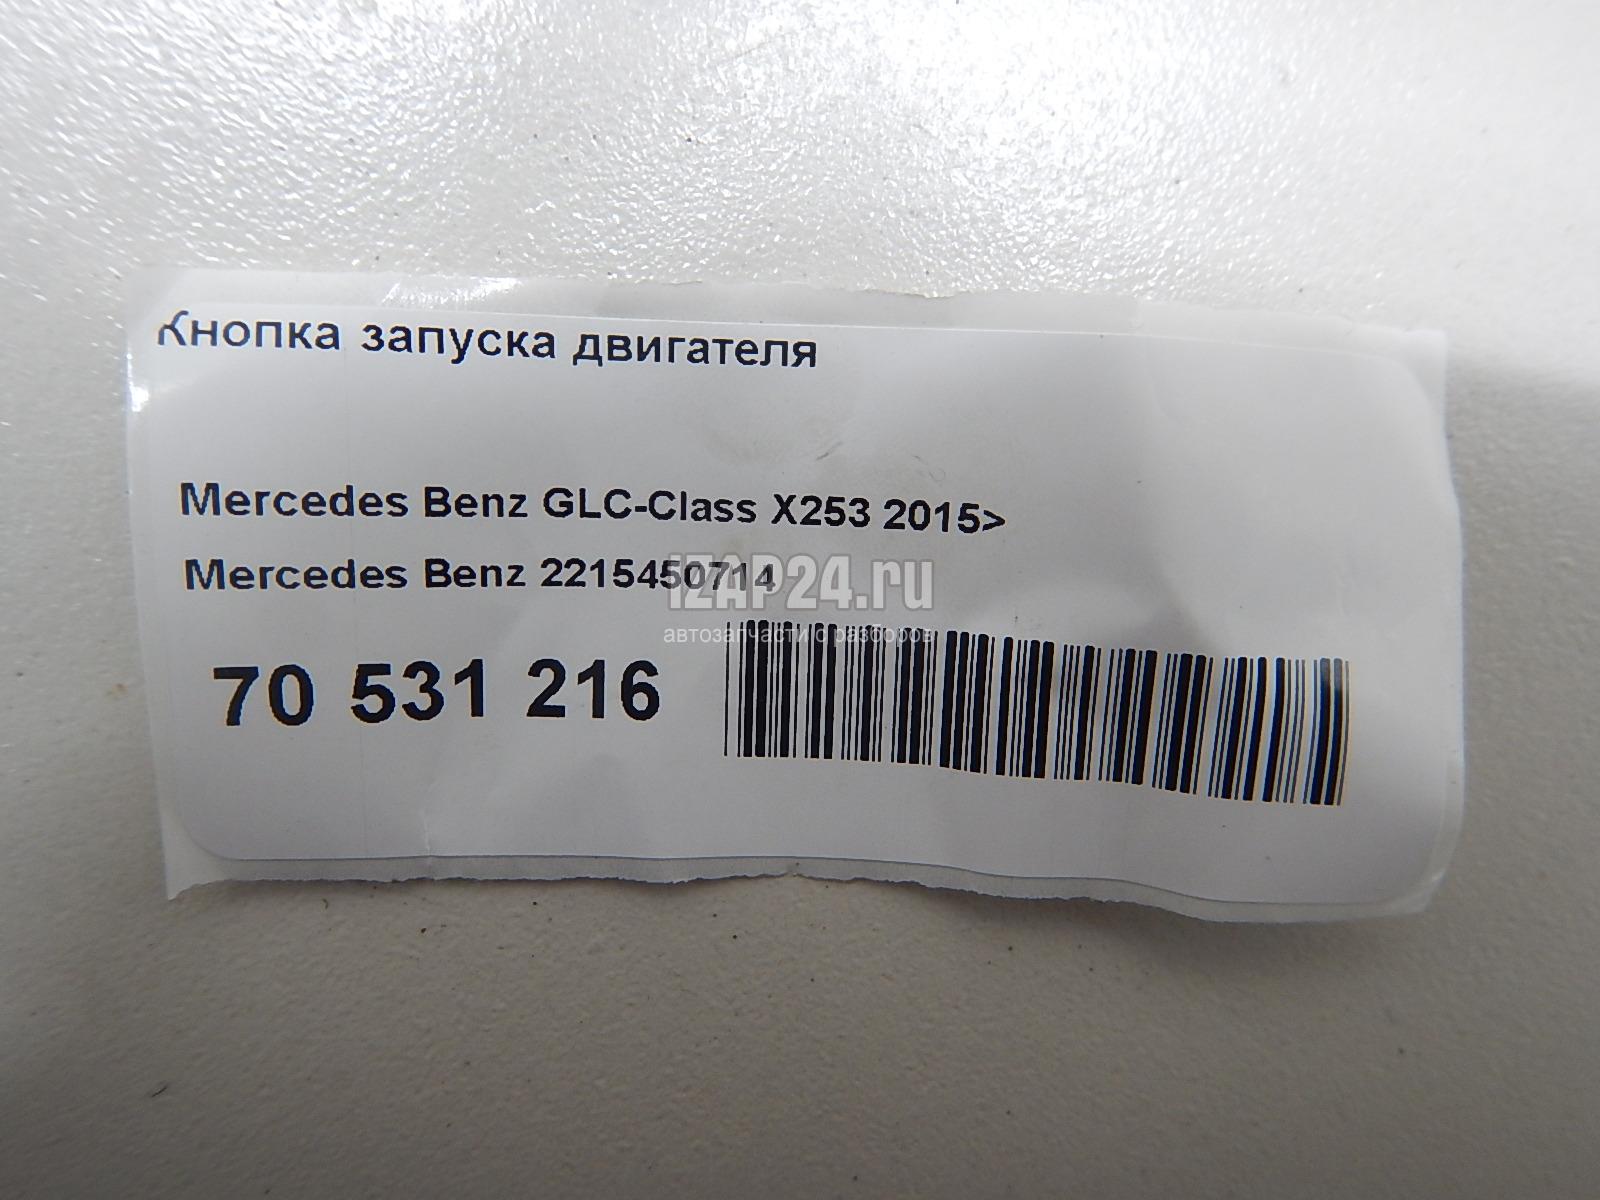 Кнопка запуска двигателя
Mercedes Benz GLC-Class X253 2015>
Mercedes Benz 2215450714
iZAP24.ru
автозапчасти с разборов
70 531 216